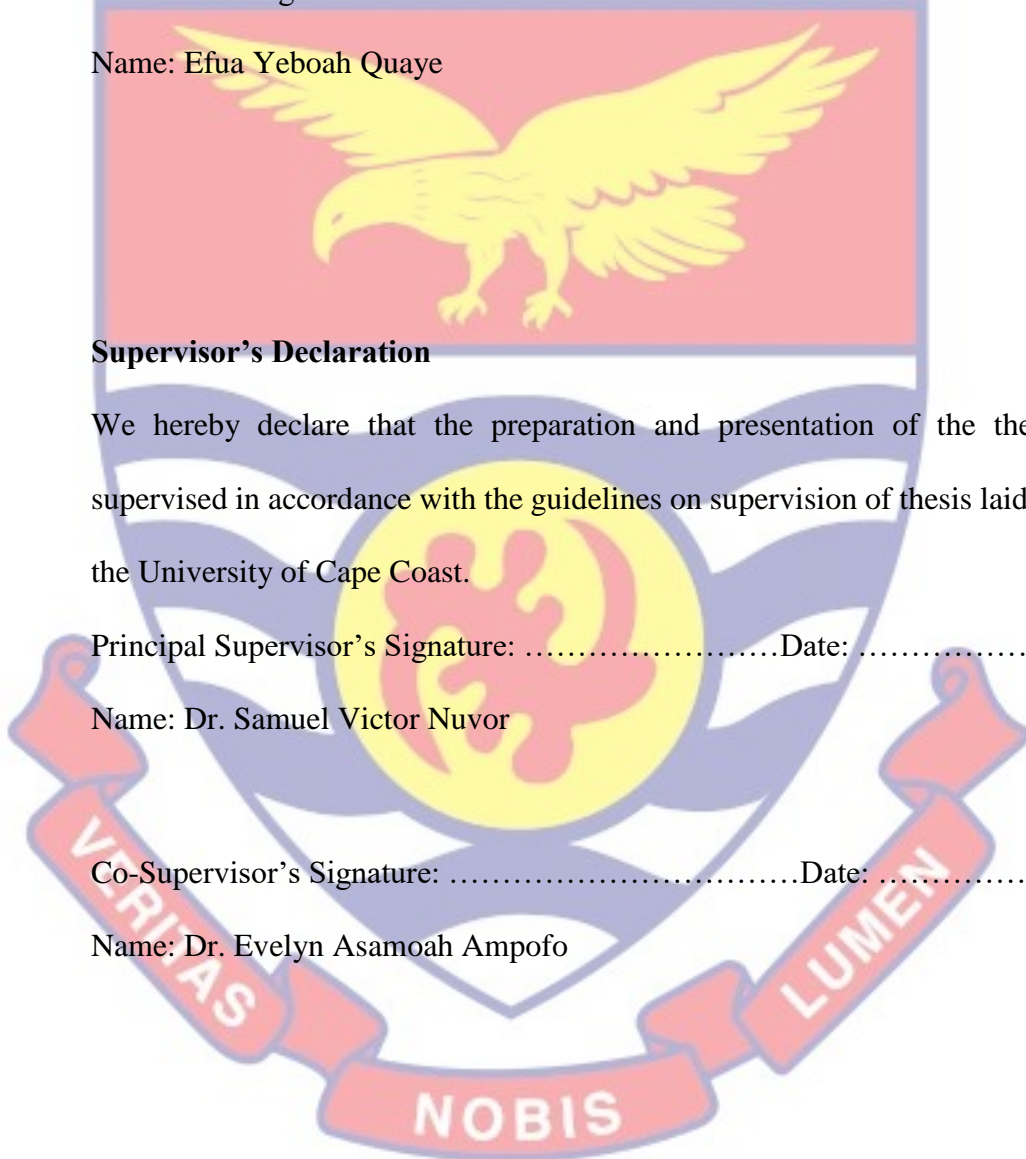 Name: Efua Yeboah Quaye
Supervisor’s Declaration
We hereby declare that the preparation and presentation of the the
supervised in accordance with the guidelines on supervision of thesis laid
the University of Cape Coast.
Principal Supervisor’s Signature: ……………………… Date: ………………
Name: Dr. Samuel Victor Nuvor
Co-Supervisor’s Signature: …………………………… Date: ……………
Name: Dr. Evelyn Asamoah Ampofo
VERITAS
NOBIS
LUMEN